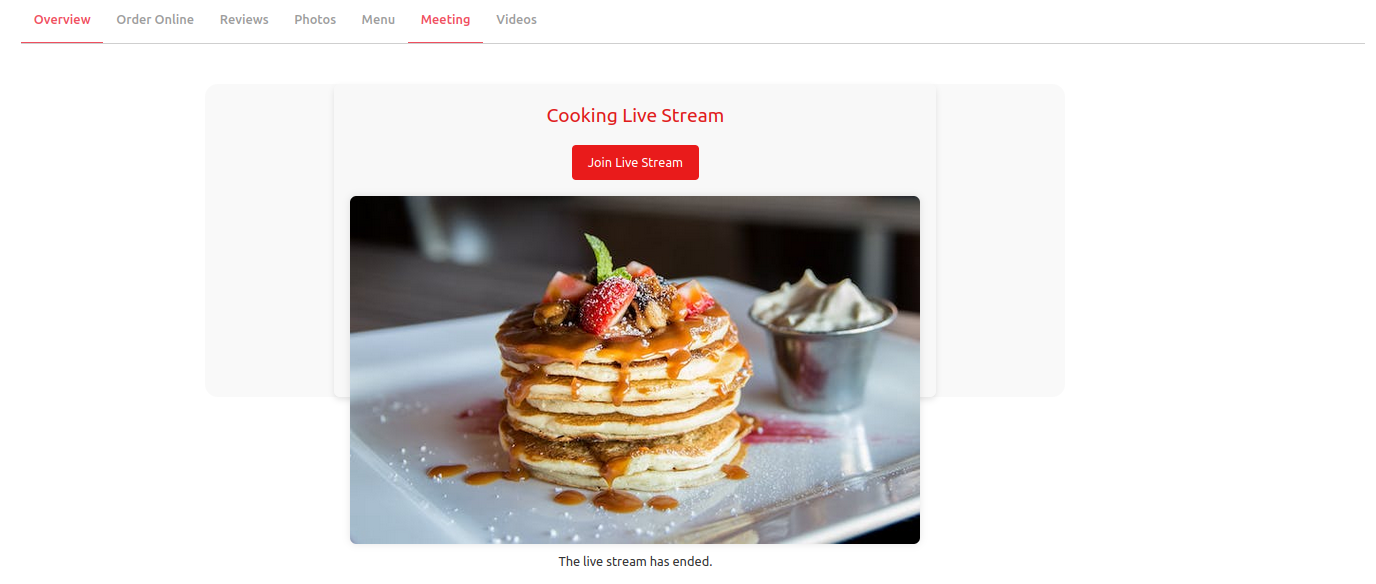 Overview Order Online Reviews Photos Menu Meeting Videos
Cooking Live Stream
Join Live Stream
The live stream has ended.